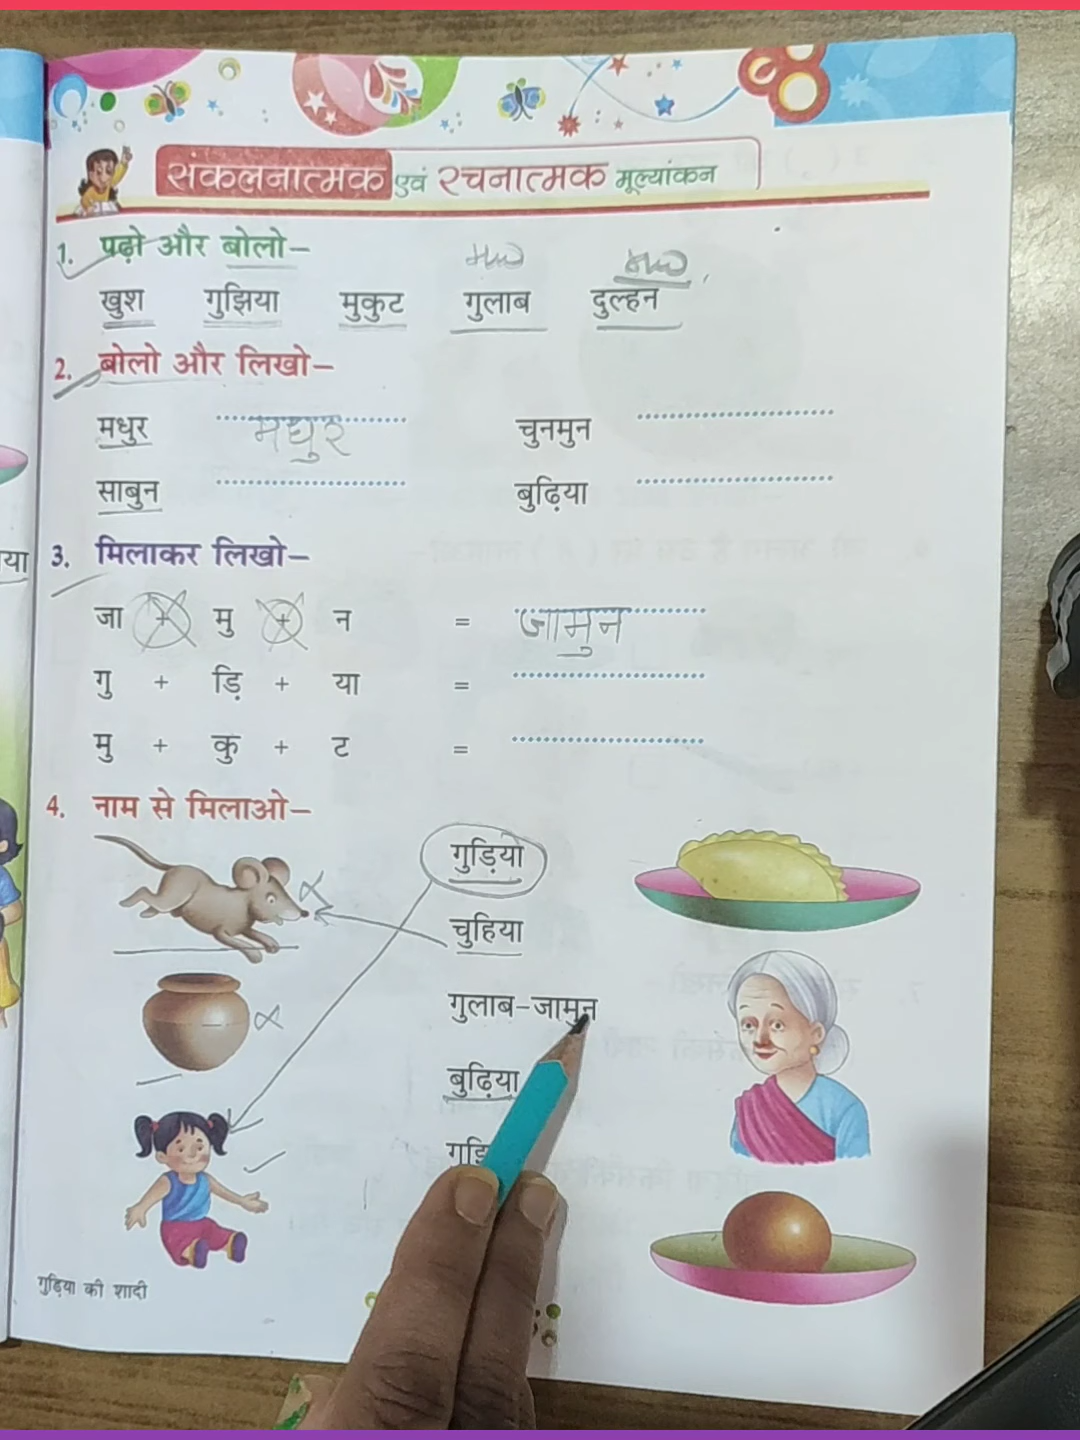 संकलनात्मक एवं रचनात्मक मूल्यांकन
1. पढ़ो और बोलो–
खुश गुझिया मुकुट गुलाब दुल्हन
2. बोलो और लिखो–
मधुर मधुर चुनमुन
साबुन बुढ़िया
3. मिलाकर लिखो–
जा + मु + न = जामुन
गु + ड़ि + या =
मु + कु + ट =
4. नाम से मिलाओ–
गुड़िया
चुहिया
गुलाब-जामुन
बुढ़िया
गुड़िया की शादी
या